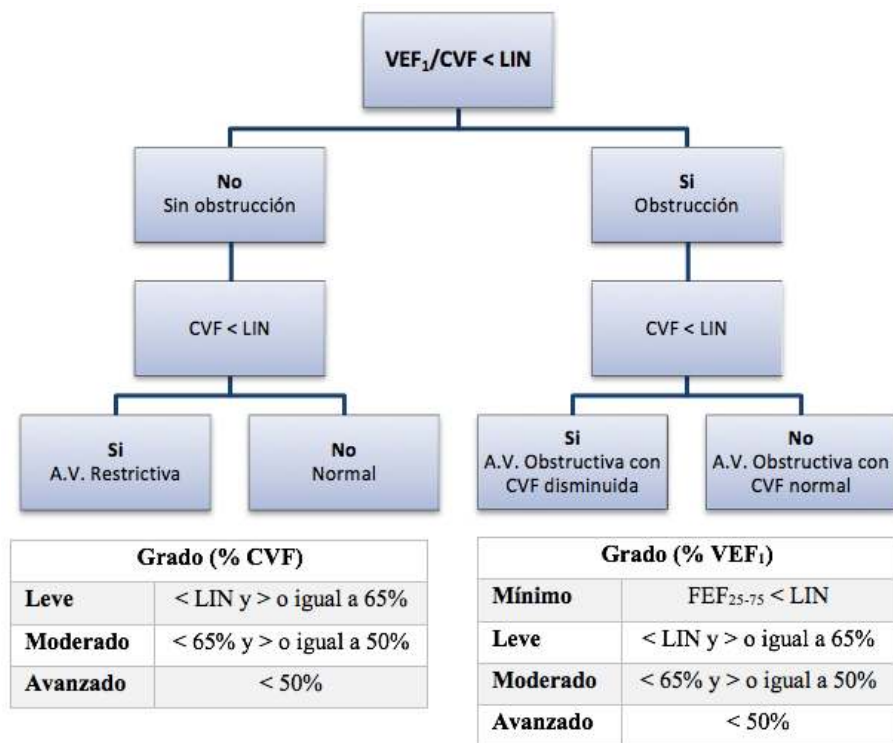 VEF₁/CVF < LIN
No
Sin obstrucción
Si
Obstrucción
CVF < LIN
CVF < LIN
Si
A.V. Restrictiva
No
Normal
Si
A.V. Obstructiva con
CVF disminuida
No
A.V. Obstructiva con
CVF normal
Grado (% CVF)
Leve < LIN y > o igual a 65%
Moderado < 65% y > o igual a 50%
Avanzado < 50%
Grado (% VEF₁)
Mínimo FEF₂₅₋₇₅ < LIN
Leve < LIN y > o igual a 65%
Moderado < 65% y > o igual a 50%
Avanzado < 50%